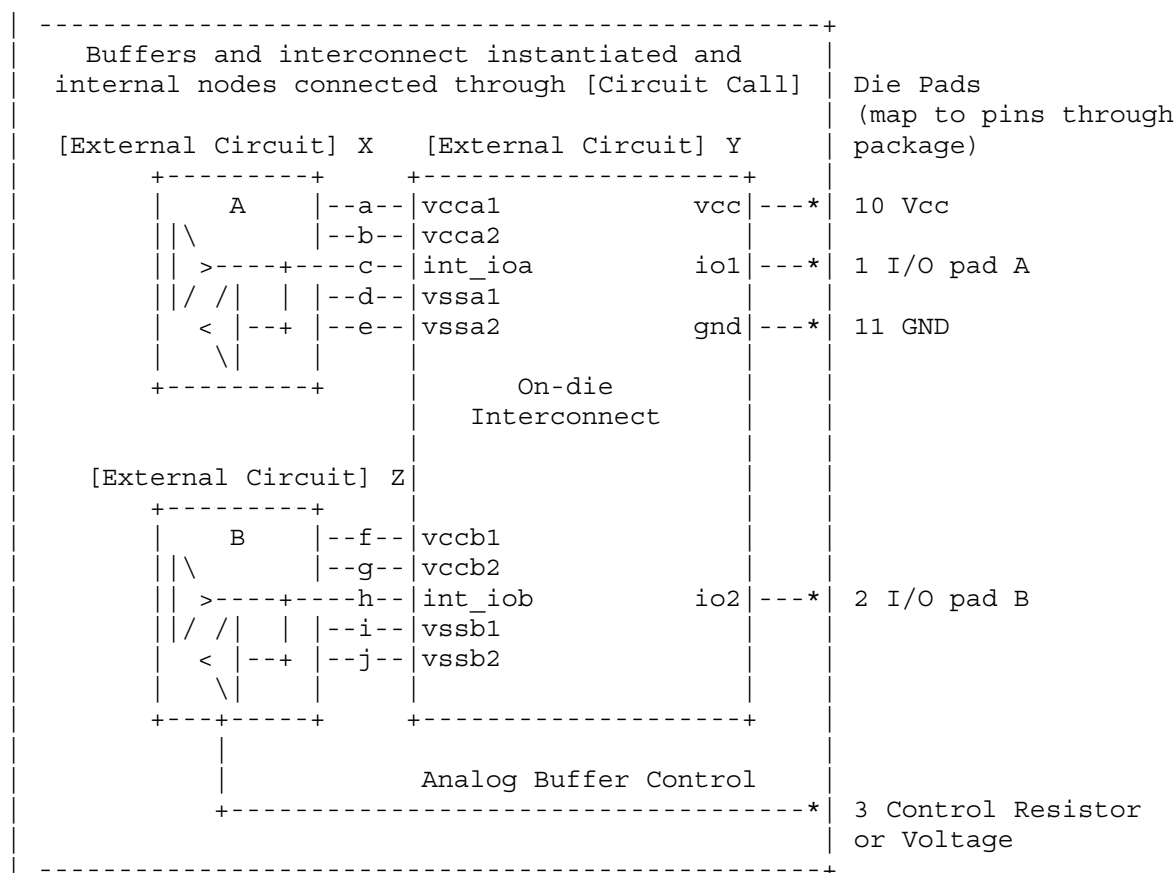 | -------------------------------------------------+
|    Buffers and interconnect instantiated and     |
|  internal nodes connected through [Circuit Call] | Die Pads
|                                                  | (map to pins through
|  [External Circuit] X   [External Circuit] Y     | package)
|        +---------+     +--------------------+    |
|        |    A    |--a--|vcca1            vcc|---*| 10 Vcc
|        ||\       |--b--|vcca2               |    |
|        || >----+----c--|int_ioa          io1|---*| 1 I/O pad A
|        ||/ /|  | |--d--|vssa1               |    |
|        |  < |--+ |--e--|vssa2            gnd|---*| 11 GND
|        |   \|    |     |                    |    |
|        +---------+     |      On-die        |    |
|                        |   Interconnect     |    |
|                        |                    |    |
|    [External Circuit] Z|                    |    |
|        +---------+     |                    |    |
|        |    B    |--f--|vccb1               |    |
|        ||\       |--g--|vccb2               |    |
|        || >----+----h--|int_iob          io2|---*| 2 I/O pad B
|        ||/ /|  | |--i--|vssb1               |    |
|        |  < |--+ |--j--|vssb2               |    |
|        |   \|    |     |                    |    |
|        +---+-----+     +--------------------+    |
|            |                                     |
|            |            Analog Buffer Control    |
|            +------------------------------------*| 3 Control Resistor
|                                                  | or Voltage
| -------------------------------------------------+